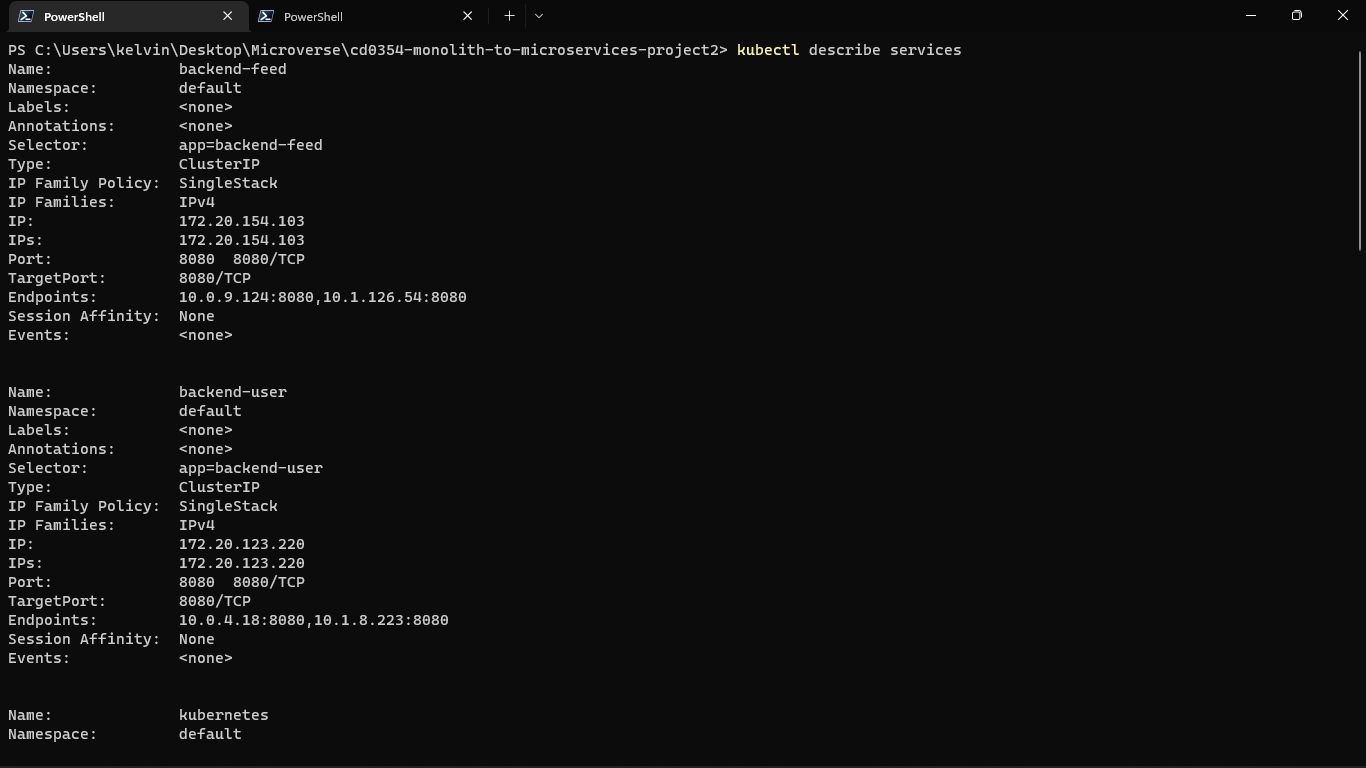 PowerShell
PowerShell
PS C:\Users\kelvin\Desktop\Microverse\cd0354-monolith-to-microservices-project2> kubectl describe services
Name: backend-feed
Namespace: default
Labels: <none>
Annotations: <none>
Selector: app=backend-feed
Type: ClusterIP
IP Family Policy: SingleStack
IP Families: IPv4
IP: 172.20.154.103
IPs: 172.20.154.103
Port: 8080 8080/TCP
TargetPort: 8080/TCP
Endpoints: 10.0.9.124:8080,10.1.126.54:8080
Session Affinity: None
Events: <none>
Name: backend-user
Namespace: default
Labels: <none>
Annotations: <none>
Selector: app=backend-user
Type: ClusterIP
IP Family Policy: SingleStack
IP Families: IPv4
IP: 172.20.123.220
IPs: 172.20.123.220
Port: 8080 8080/TCP
TargetPort: 8080/TCP
Endpoints: 10.0.4.18:8080,10.1.8.223:8080
Session Affinity: None
Events: <none>
Name: kubernetes
Namespace: default